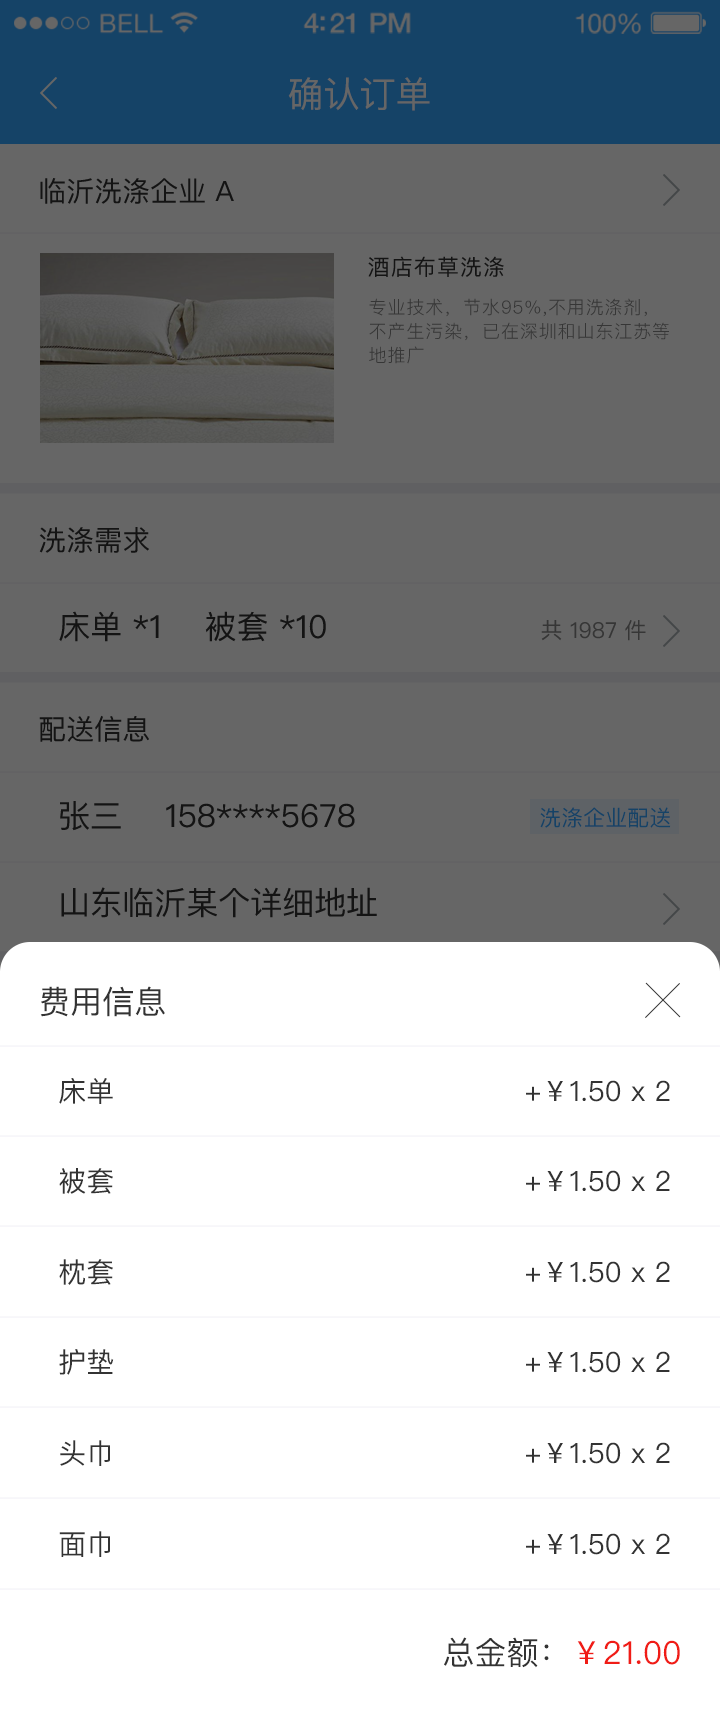 BELL 4:21 PM 100%
确认订单
临沂洗涤企业 A
酒店布草洗涤
专业技术，节水95%,不用洗涤剂，
不产生污染，已在深圳和山东江苏等
地推广
洗涤需求
床单 *1 被套 *10 共 1987 件
配送信息
张三 158****5678 洗涤企业配送
山东临沂某个详细地址
费用信息
床单 +¥1.50 x 2
被套 +¥1.50 x 2
枕套 +¥1.50 x 2
护垫 +¥1.50 x 2
头巾 +¥1.50 x 2
面巾 +¥1.50 x 2
总金额： ¥21.00